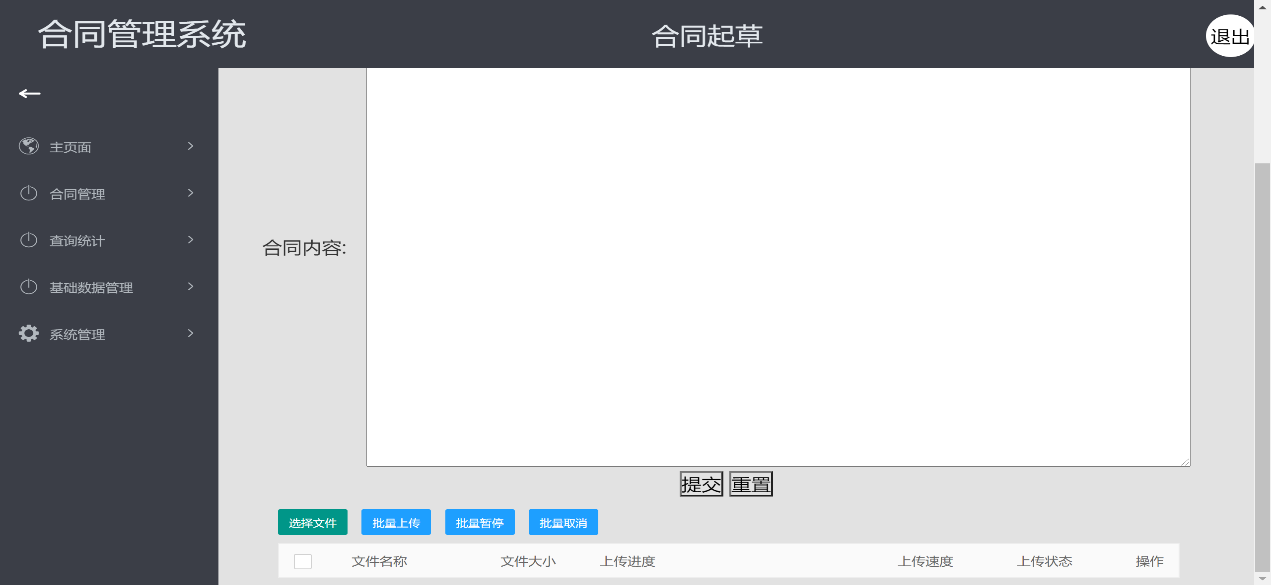 合同管理系统 合同起草 退出
主页面
合同管理
查询统计
基础数据管理
系统管理
合同内容:
提交 重置
选择文件 批量上传 批量暂停 批量取消
文件名称 文件大小 上传进度 上传速度 上传状态 操作